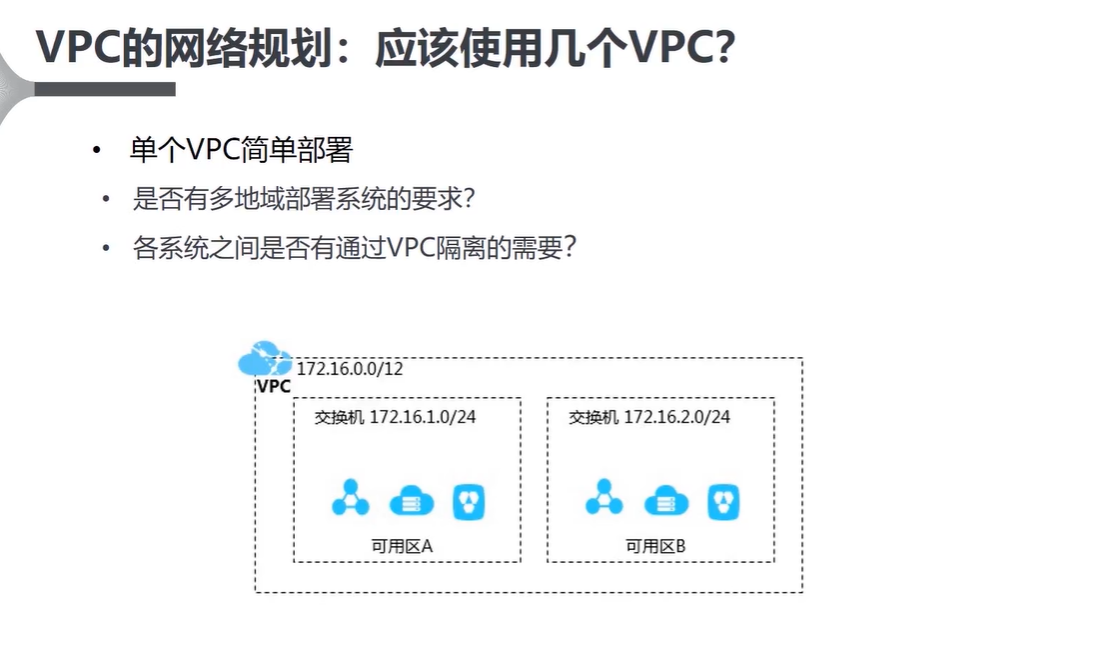 VPC的网络规划：应该使用几个VPC？
• 单个VPC简单部署
• 是否有多地域部署系统的要求？
• 各系统之间是否有通过VPC隔离的需要？
172.16.0.0/12
VPC
交换机 172.16.1.0/24
交换机 172.16.2.0/24
可用区A
可用区B